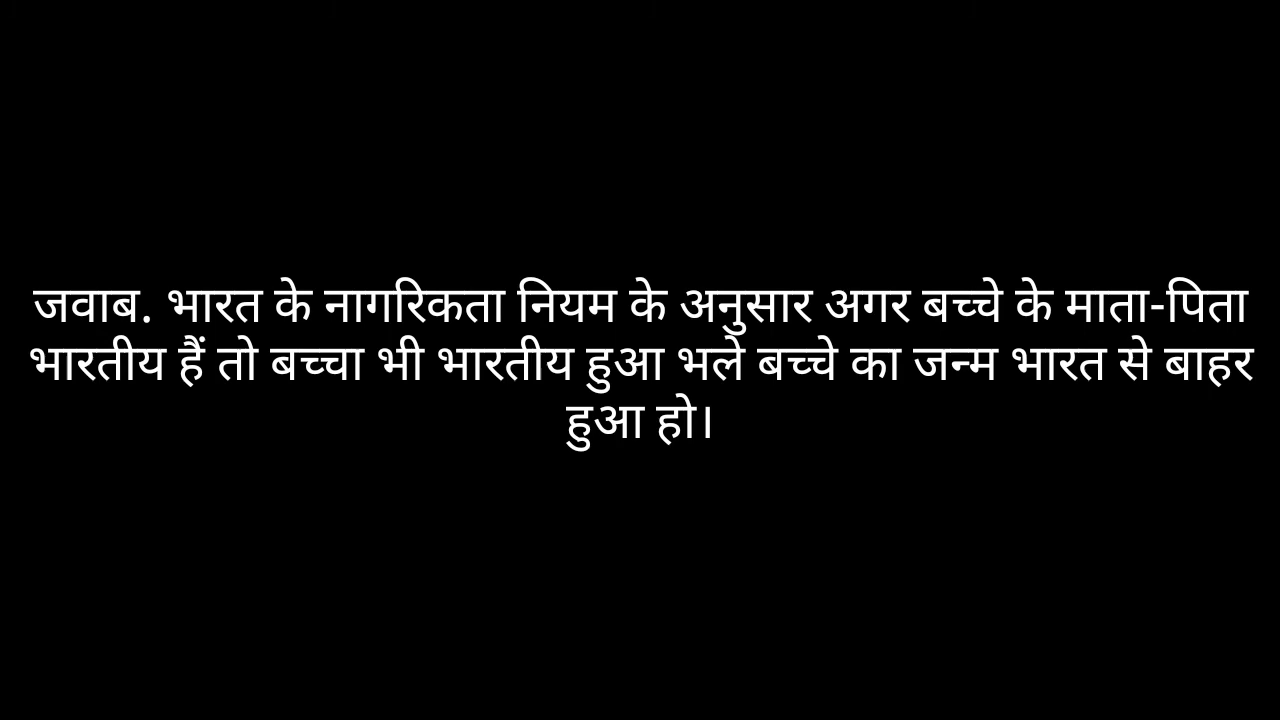 जवाब. भारत के नागरिकता नियम के अनुसार अगर बच्चे के माता-पिता
भारतीय हैं तो बच्चा भी भारतीय हुआ भले बच्चे का जन्म भारत से बाहर
हुआ हो।